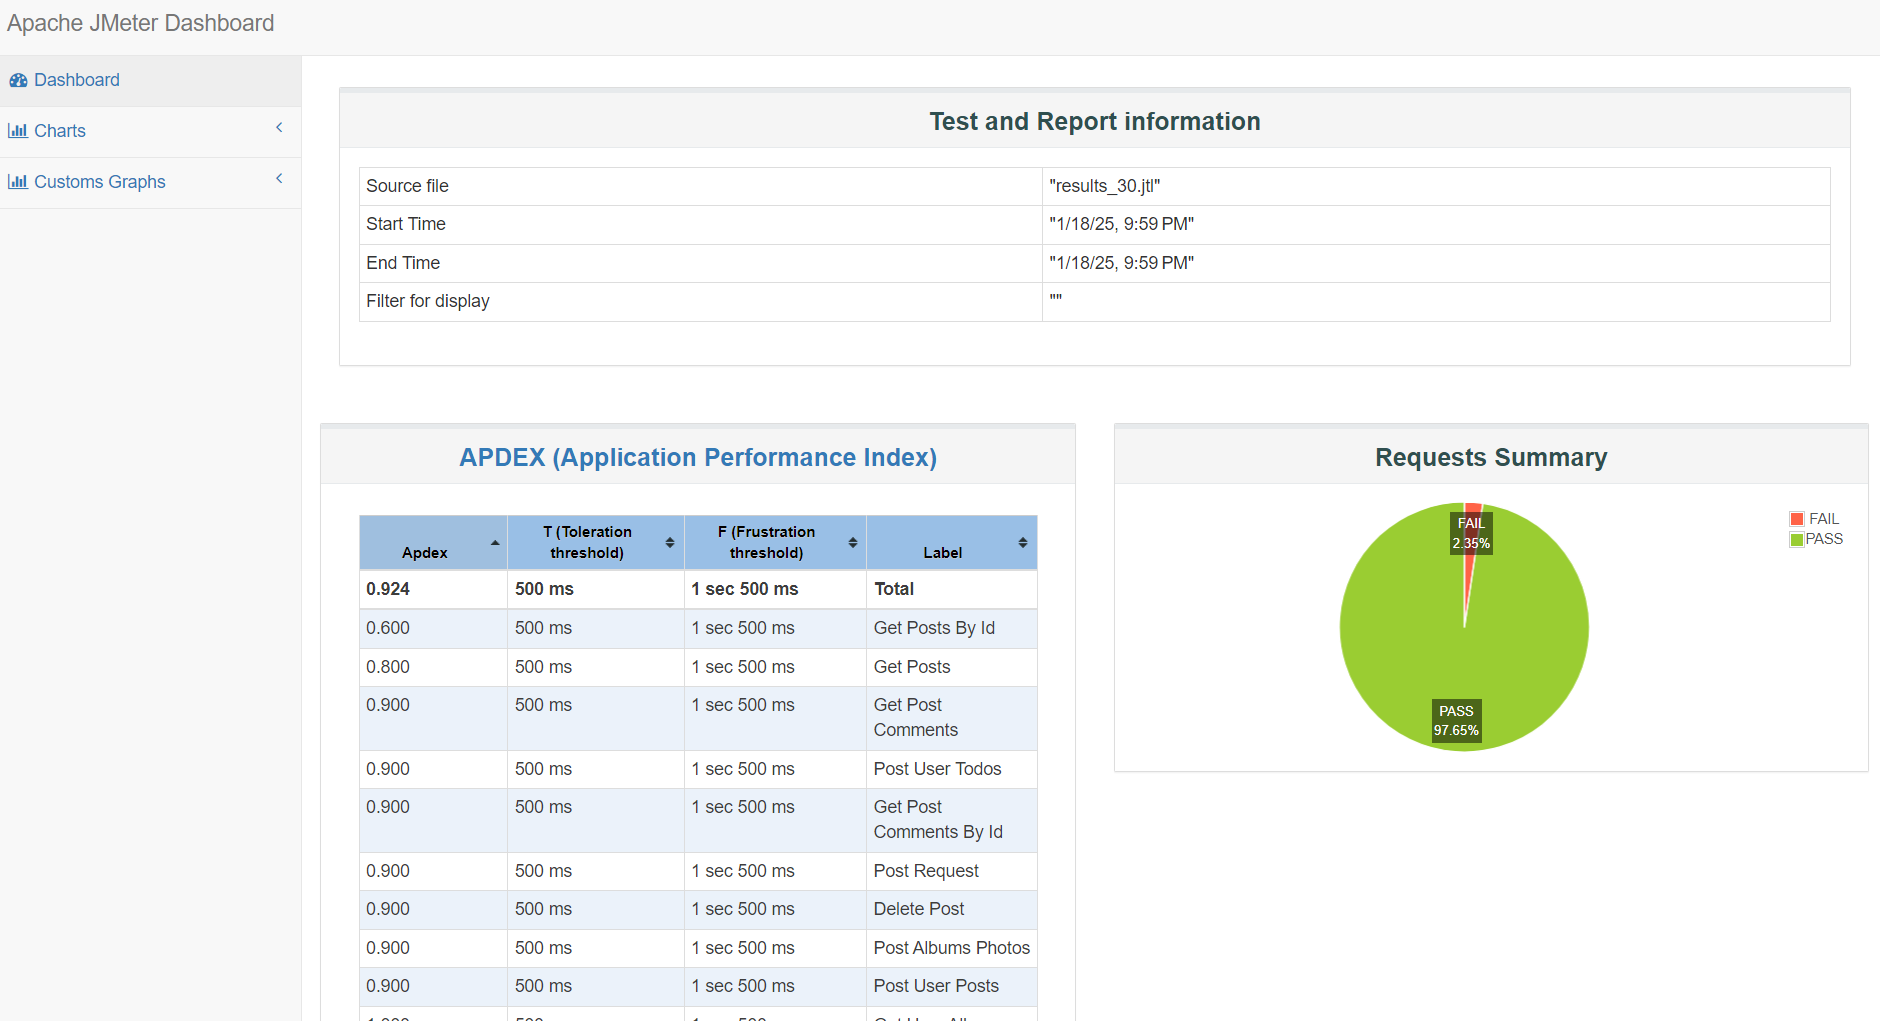 Apache JMeter Dashboard
Dashboard
Charts
Customs Graphs
Test and Report information
Source file "results_30.jtl"
Start Time "1/18/25, 9:59 PM"
End Time "1/18/25, 9:59 PM"
Filter for display ""
APDEX (Application Performance Index)
Apdex T (Toleration threshold) F (Frustration threshold) Label
0.924 500 ms 1 sec 500 ms Total
0.600 500 ms 1 sec 500 ms Get Posts By Id
0.800 500 ms 1 sec 500 ms Get Posts
0.900 500 ms 1 sec 500 ms Get Post
Comments
0.900 500 ms 1 sec 500 ms Post User Todos
0.900 500 ms 1 sec 500 ms Get Post
Comments By Id
0.900 500 ms 1 sec 500 ms Post Request
0.900 500 ms 1 sec 500 ms Delete Post
0.900 500 ms 1 sec 500 ms Post Albums Photos
0.900 500 ms 1 sec 500 ms Post User Posts
Requests Summary
FAIL
2.35%
PASS
97.65%
FAIL
PASS